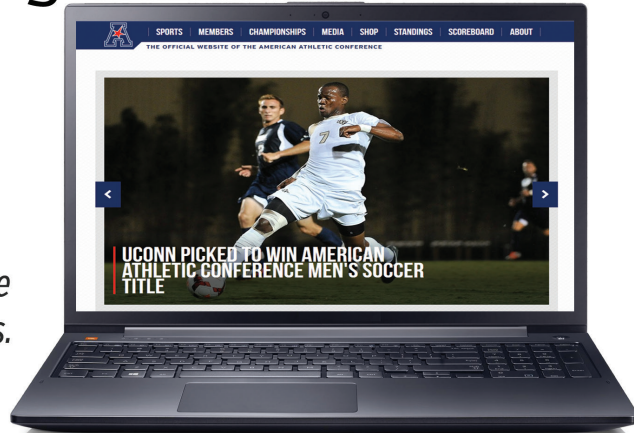 g
SPORTS | MEMBERS | CHAMPIONSHIPS | MEDIA | SHOP | STANDINGS | SCOREBOARD | ABOUT
THE OFFICIAL WEBSITE OF THE AMERICAN ATHLETIC CONFERENCE
7
<
>
UCONN PICKED TO WIN AMERICAN
ATHLETIC CONFERENCE MEN'S SOCCER
TITLE
e
s.